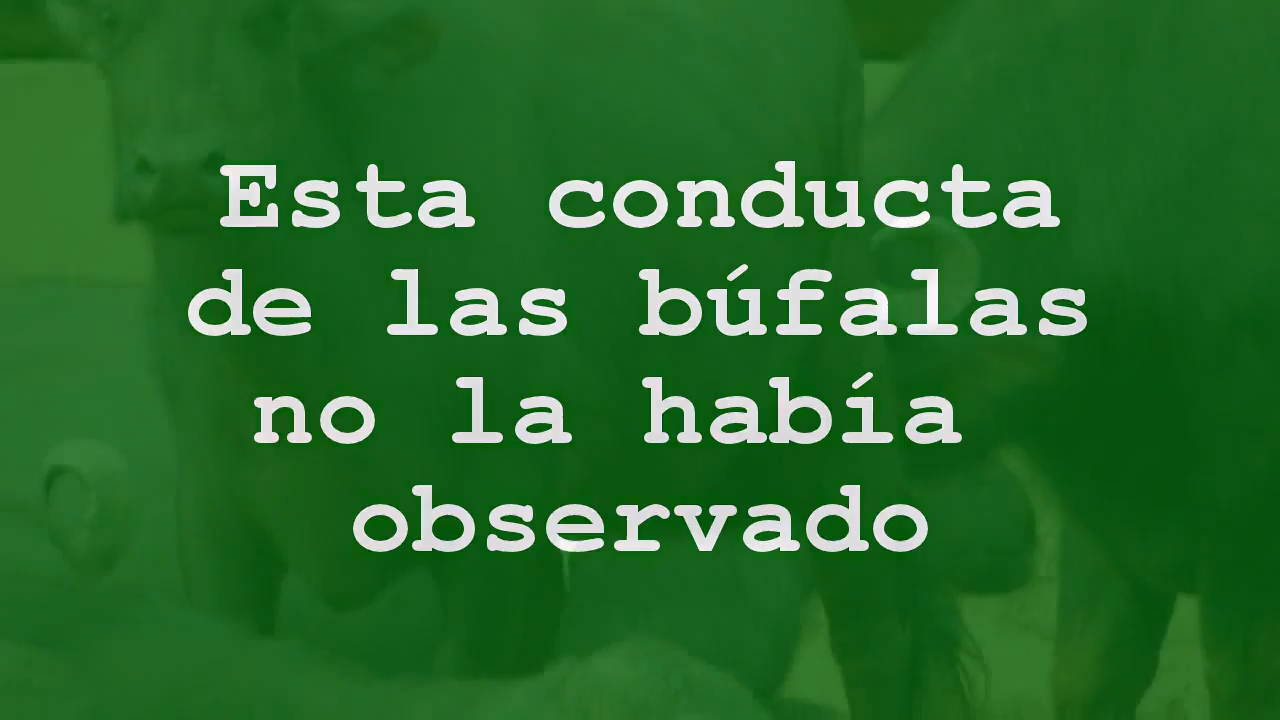 Esta conducta
de las búfalas
no la había
observado